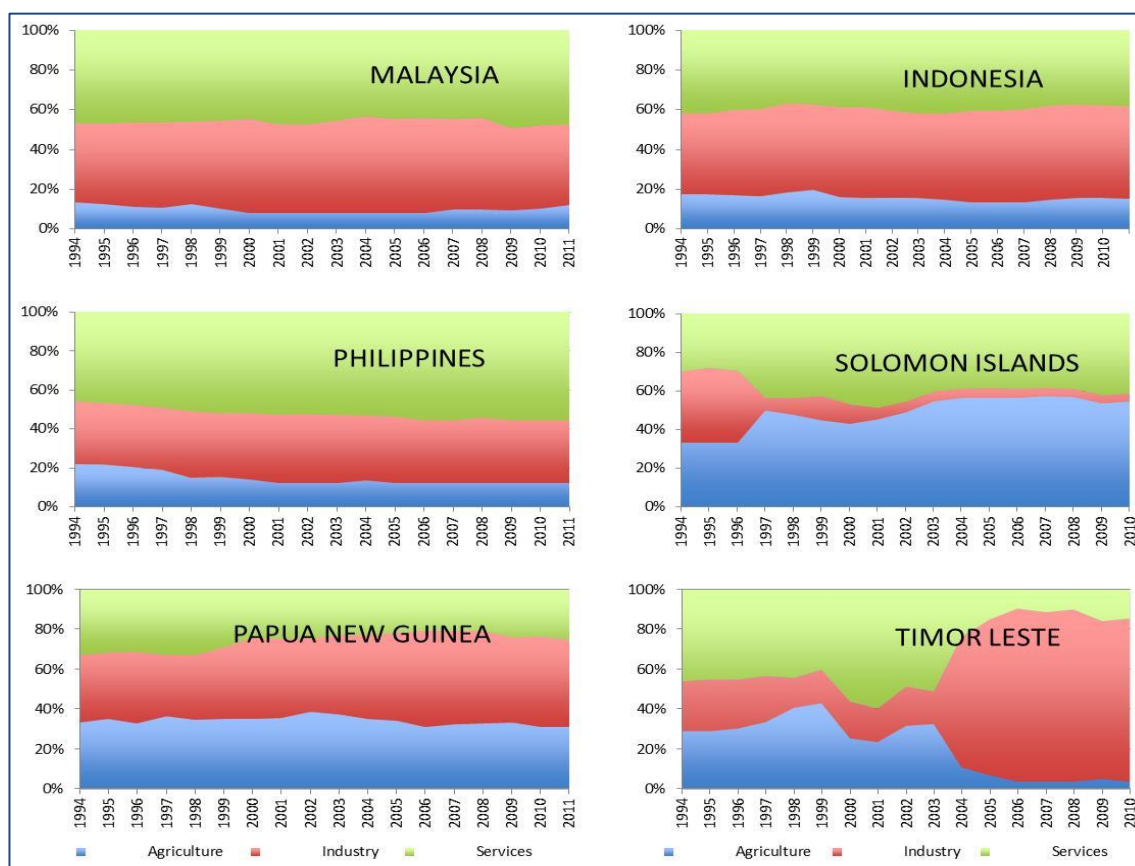 100%
80%
60%
40%
20%
0%
MALAYSIA
1994 1995 1996 1997 1998 1999 2000 2001 2002 2003 2004 2005 2006 2007 2008 2009 2010 2011
100%
80%
60%
40%
20%
0%
INDONESIA
1994 1995 1996 1997 1998 1999 2000 2001 2002 2003 2004 2005 2006 2007 2008 2009 2010
100%
80%
60%
40%
20%
0%
PHILIPPINES
1994 1995 1996 1997 1998 1999 2000 2001 2002 2003 2004 2005 2006 2007 2008 2009 2010 2011
100%
80%
60%
40%
20%
0%
SOLOMON ISLANDS
1994 1995 1996 1997 1998 1999 2000 2001 2002 2003 2004 2005 2006 2007 2008 2009 2010
100%
80%
60%
40%
20%
0%
PAPUA NEW GUINEA
1994 1995 1996 1997 1998 1999 2000 2001 2002 2003 2004 2005 2006 2007 2008 2009 2010 2011
Agriculture Industry Services
100%
80%
60%
40%
20%
0%
TIMOR LESTE
1994 1995 1996 1997 1998 1999 2000 2001 2002 2003 2004 2005 2006 2007 2008 2009 2010
Agriculture Industry Services